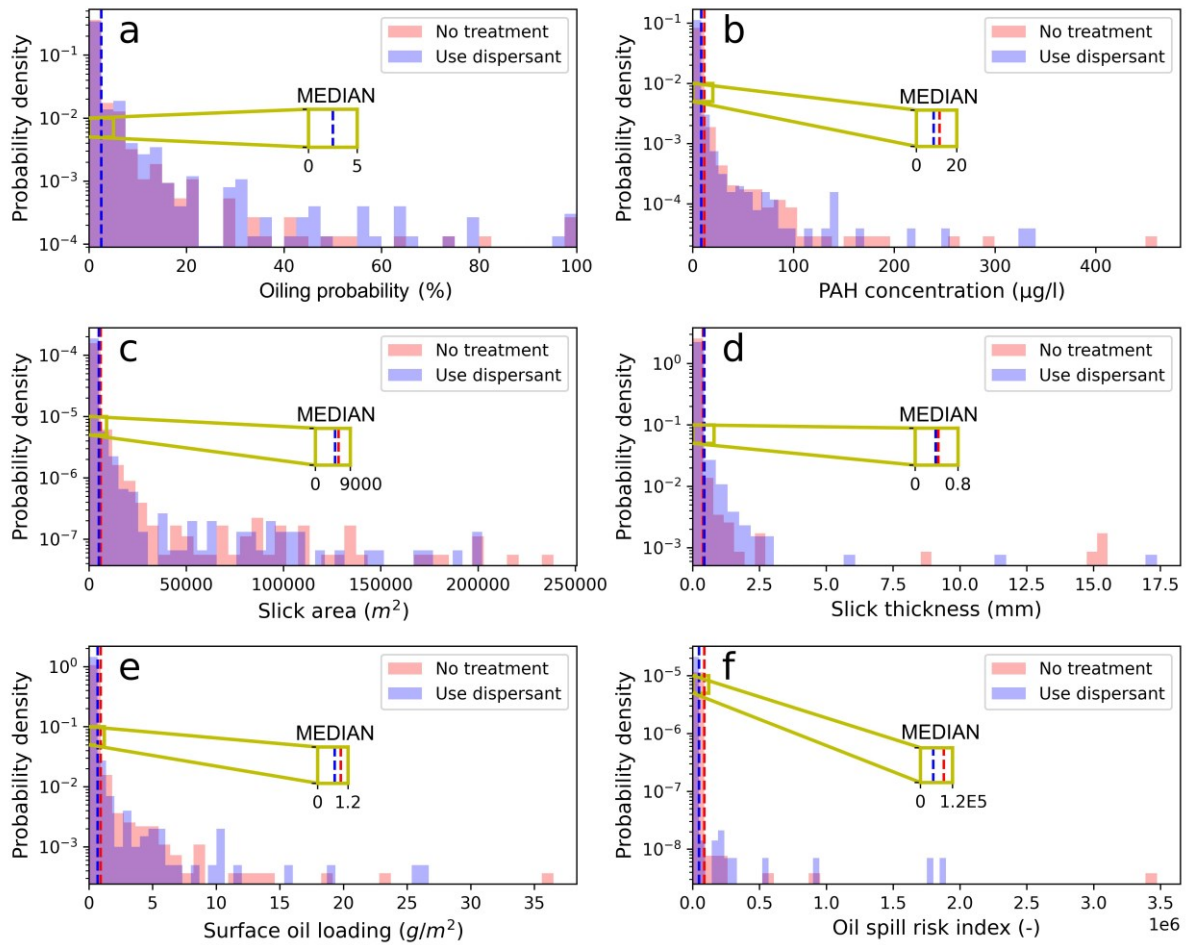 a
No treatment
Use dispersant
Probability density
10⁻¹
10⁻²
10⁻³
10⁻⁴
MEDIAN
0 5
0 20 40 60 80 100
Oiling probability (%)
b
No treatment
Use dispersant
Probability density
10⁻¹
10⁻²
10⁻³
10⁻⁴
MEDIAN
0 20
0 100 200 300 400
PAH concentration (µg/l)
c
No treatment
Use dispersant
Probability density
10⁻⁴
10⁻⁵
10⁻⁶
10⁻⁷
MEDIAN
0 9000
0 50000 100000 150000 200000 250000
Slick area (m²)
d
No treatment
Use dispersant
Probability density
10⁰
10⁻¹
10⁻²
10⁻³
MEDIAN
0 0.8
0.0 2.5 5.0 7.5 10.0 12.5 15.0 17.5
Slick thickness (mm)
e
No treatment
Use dispersant
Probability density
10⁰
10⁻¹
10⁻²
10⁻³
MEDIAN
0 1.2
0 5 10 15 20 25 30 35
Surface oil loading (g/m²)
f
No treatment
Use dispersant
Probability density
10⁻⁵
10⁻⁶
10⁻⁷
10⁻⁸
MEDIAN
0 1.2E5
0.0 0.5 1.0 1.5 2.0 2.5 3.0 3.5
1e6
Oil spill risk index (-)